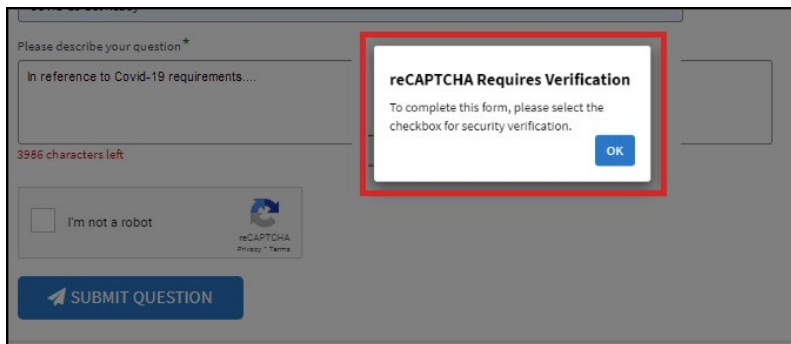 Please describe your question*
In reference to Covid-19 requirements....
3986 characters left
reCAPTCHA Requires Verification
To complete this form, please select the
checkbox for security verification.
OK
I'm not a robot
reCAPTCHA
Privacy - Terms
SUBMIT QUESTION